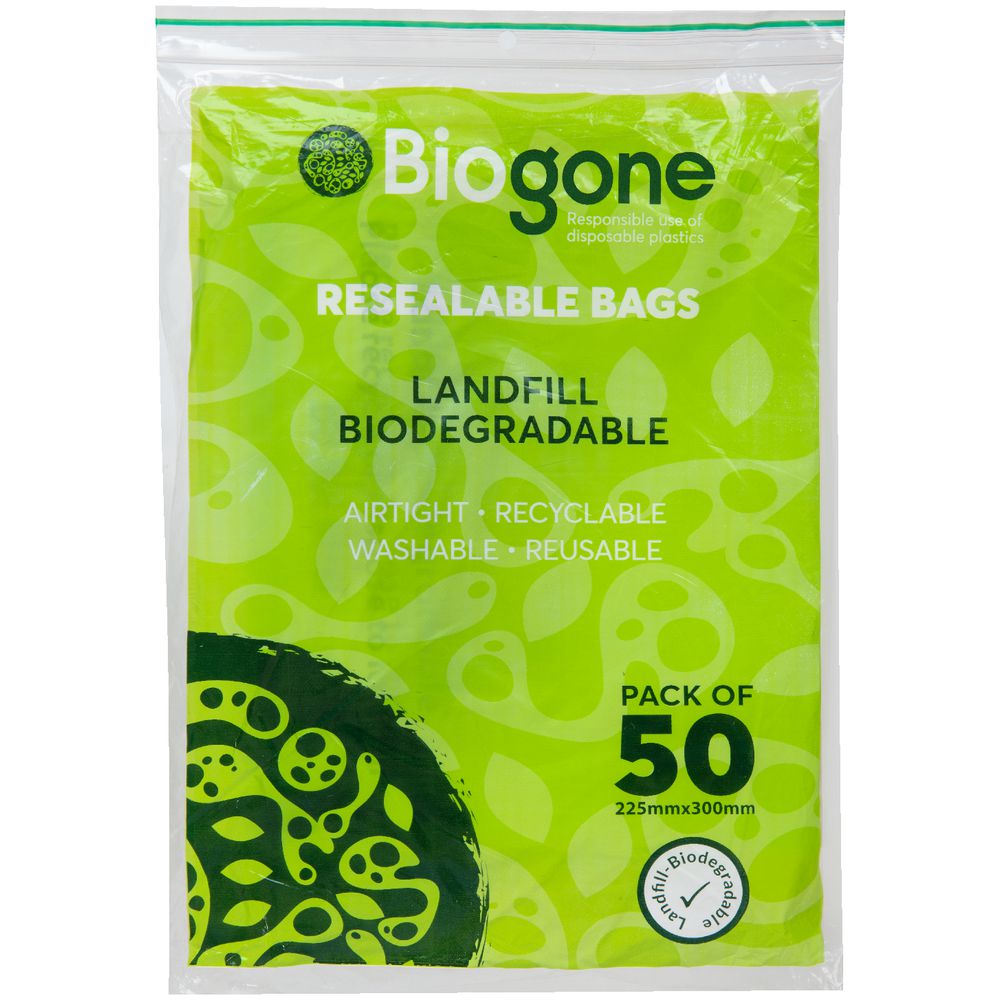 Biogone
Responsible use of
disposable plastics
RESEALABLE BAGS
LANDFILL
BIODEGRADABLE
AIRTIGHT • RECYCLABLE
WASHABLE • REUSABLE
PACK OF
50
225mmx300mm
Landfill-Biodegradable